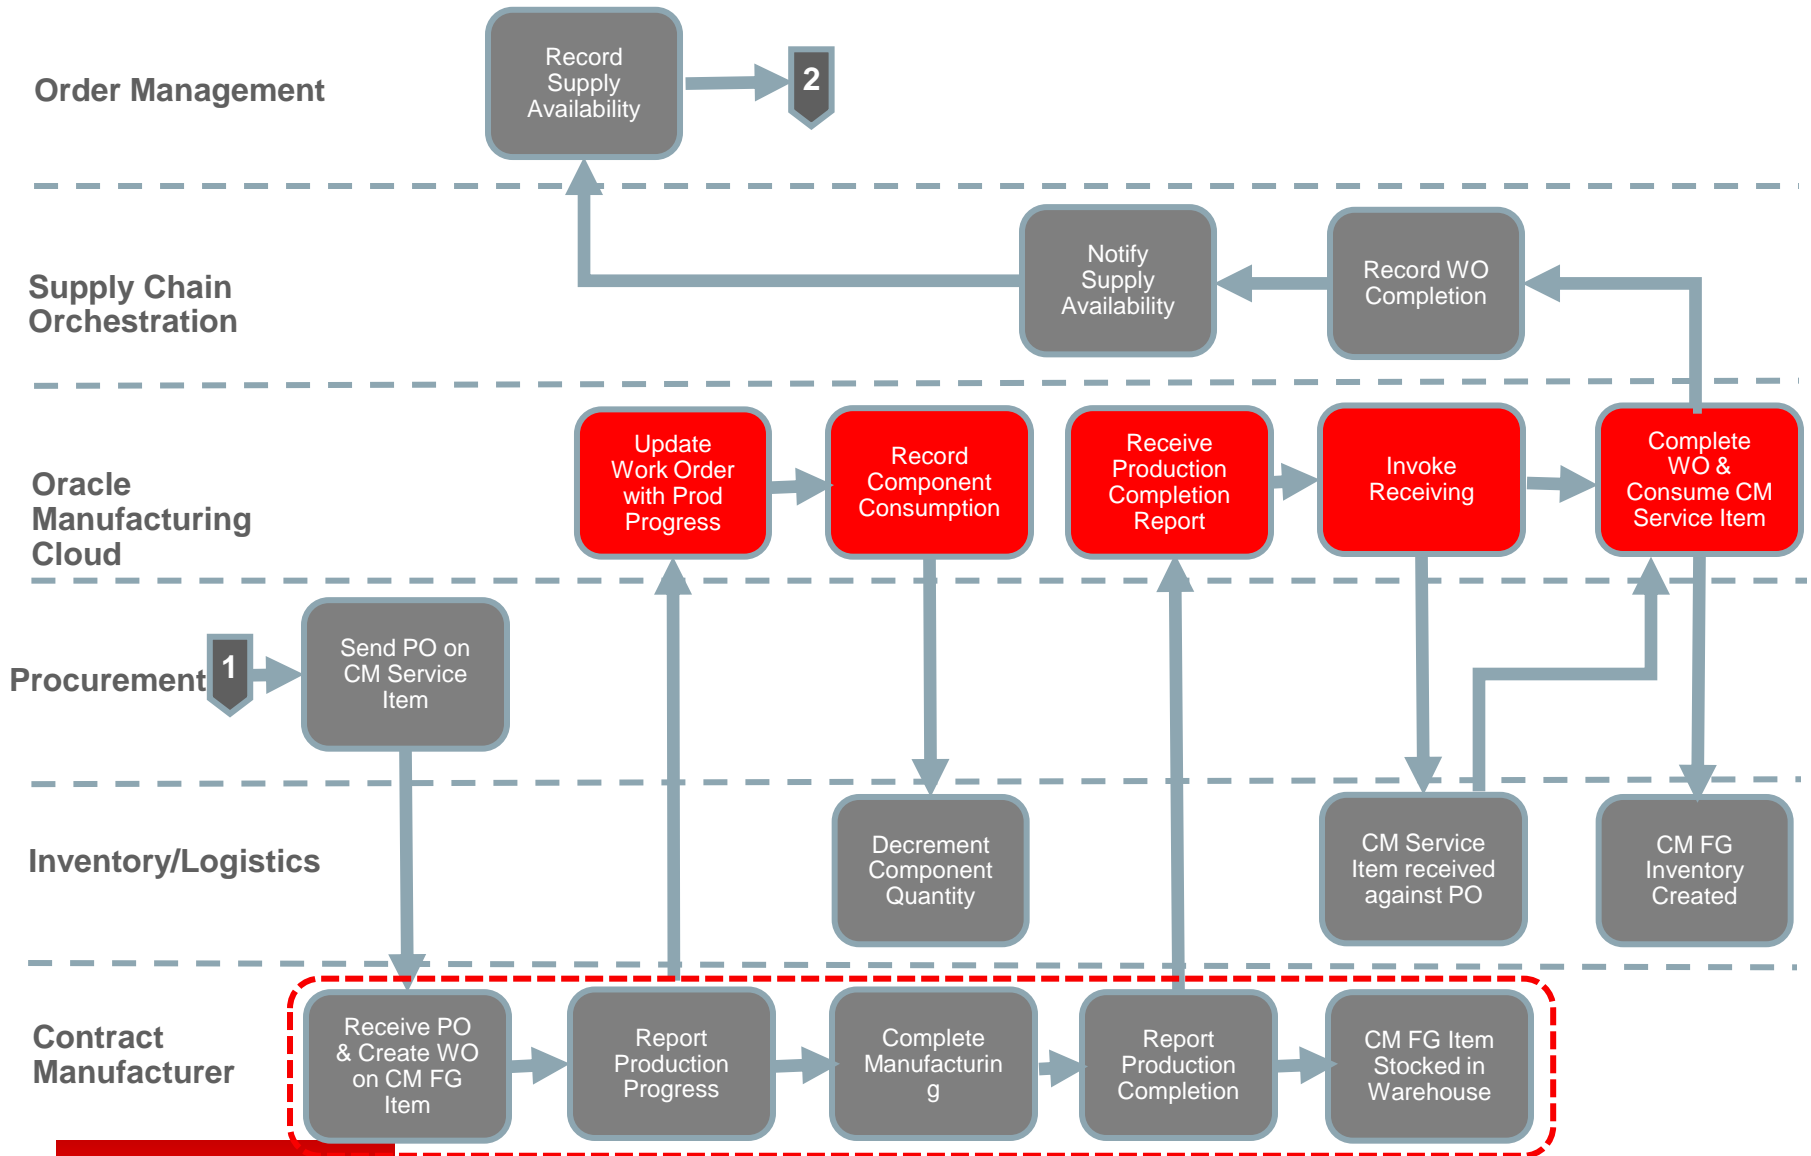 Order Management
Record
Supply
Availability
2
Supply Chain
Orchestration
Notify
Supply
Availability
Record WO
Completion
Oracle
Manufacturing
Cloud
Update
Work Order
with Prod
Progress
Record
Component
Consumption
Receive
Production
Completion
Report
Invoke
Receiving
Complete
WO &
Consume CM
Service Item
Procurement
1
Send PO on
CM Service
Item
Inventory/Logistics
Decrement
Component
Quantity
CM Service
Item received
against PO
CM FG
Inventory
Created
Contract
Manufacturer
Receive PO
& Create WO
on CM FG
Item
Report
Production
Progress
Complete
Manufacturin
g
Report
Production
Completion
CM FG Item
Stocked in
Warehouse